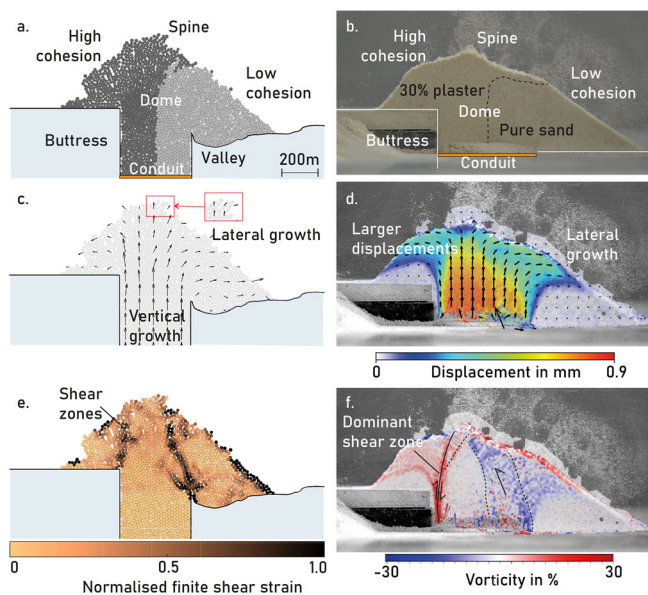 a.
Spine
High
cohesion
Low
cohesion
Dome
Buttress
Conduit
Valley
200m
b.
Spine
High
cohesion
Low
cohesion
30% plaster
Dome
Pure sand
Buttress
Conduit
c.
Lateral growth
Vertical
growth
d.
Larger
displacements
Lateral
growth
0
0.9
Displacement in mm
e.
Shear
zones
0
0.5
1.0
Normalised finite shear strain
f.
Dominant
shear zone
-30
30
Vorticity in %